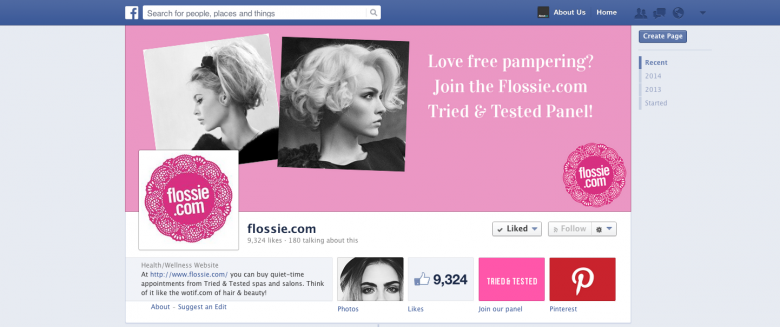 Search for people, places and things
About Us
Home
Create Page
Recent
2014
2013
Started
Love free pampering?
Join the Flossie.com
Tried & Tested Panel!
flossie
.com
flossie
.com
flossie.com
9,324 likes · 180 talking about this
Liked
Follow
Health/Wellness Website
At http://www.flossie.com/ you can buy quiet-time
appointments from Tried & Tested spas and salons. Think
of it like the wotif.com of hair & beauty!
About · Suggest an Edit
9,324
TRIED & TESTED
Photos
Likes
Join our panel
Pinterest